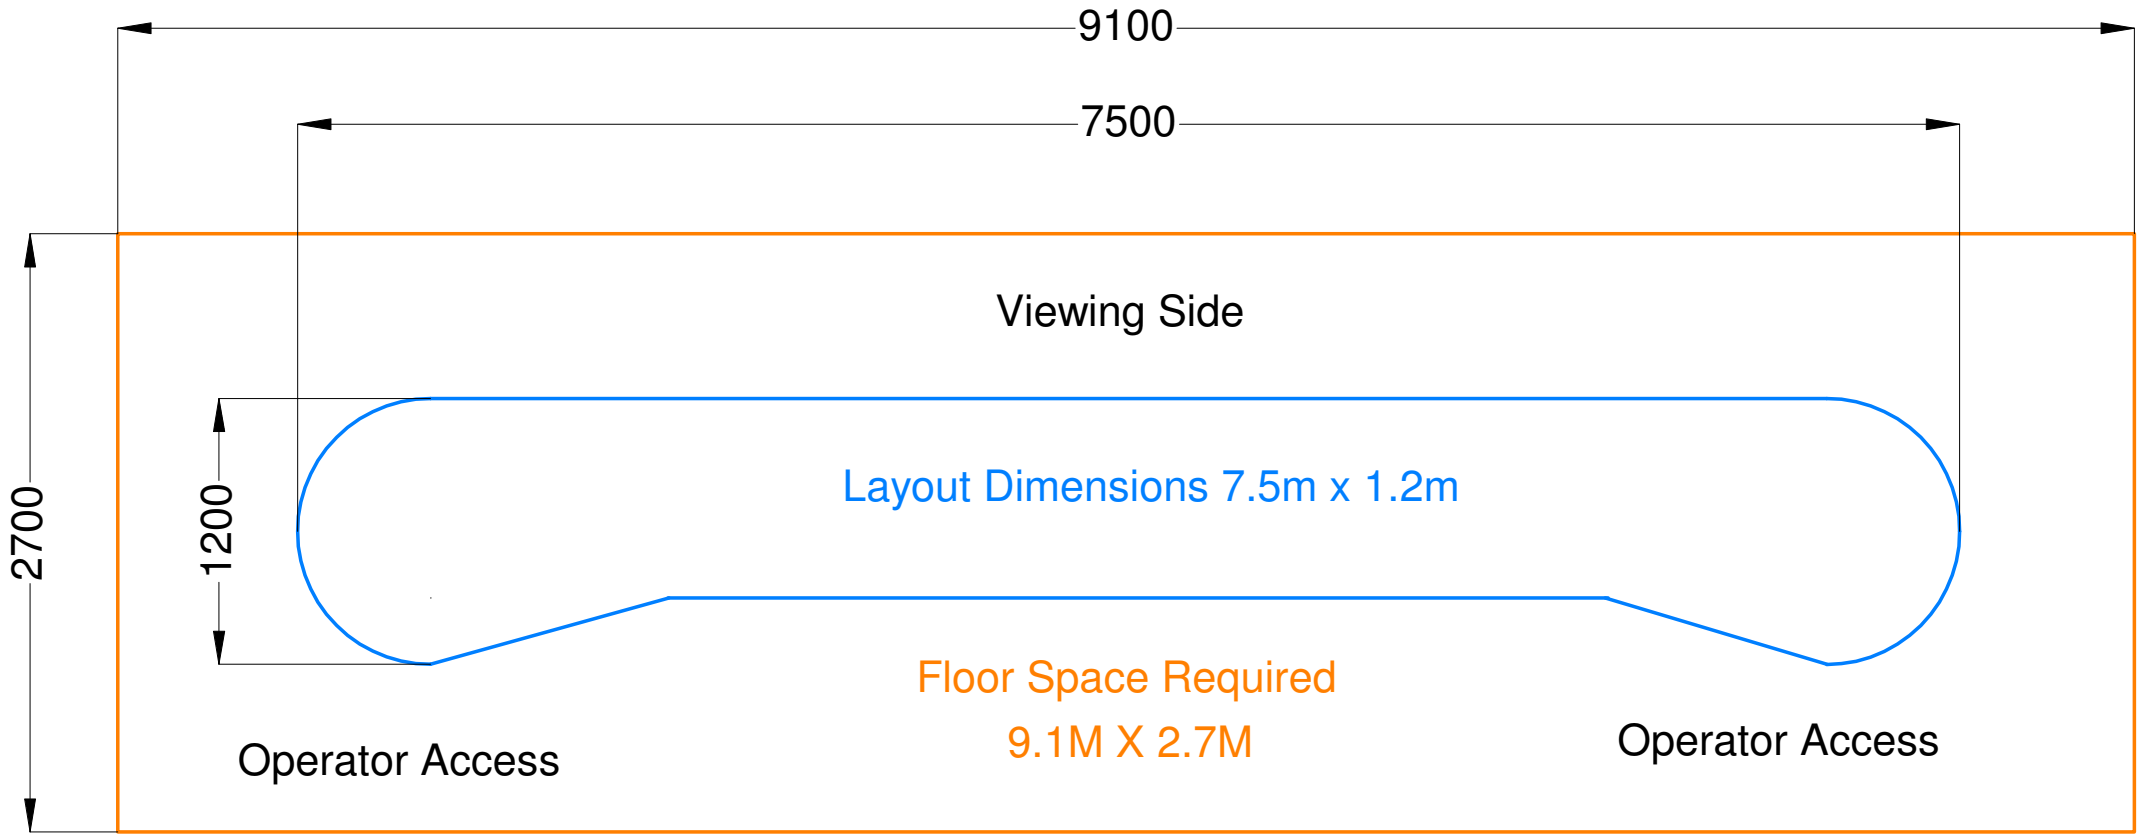 9100
7500
Viewing Side
Layout Dimensions 7.5m x 1.2m
1200
2700
Floor Space Required
9.1M X 2.7M
Operator Access
Operator Access